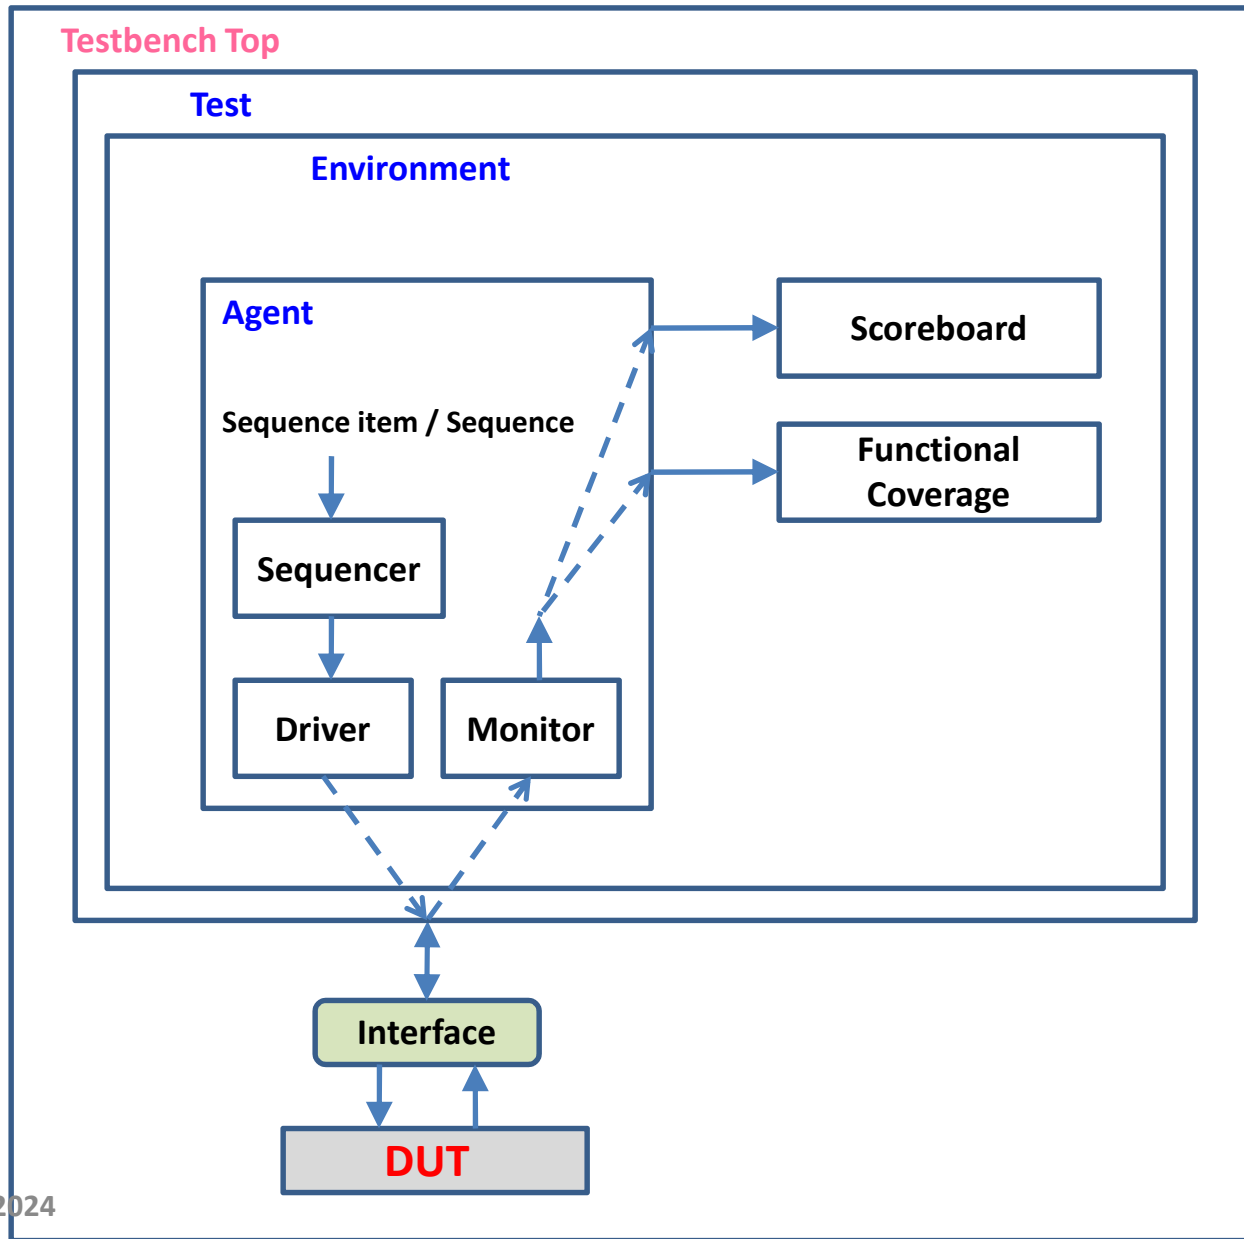 Testbench Top
Test
Environment
Agent
Scoreboard
Sequence item / Sequence
Functional
Coverage
Sequencer
Driver
Monitor
Interface
DUT
2024